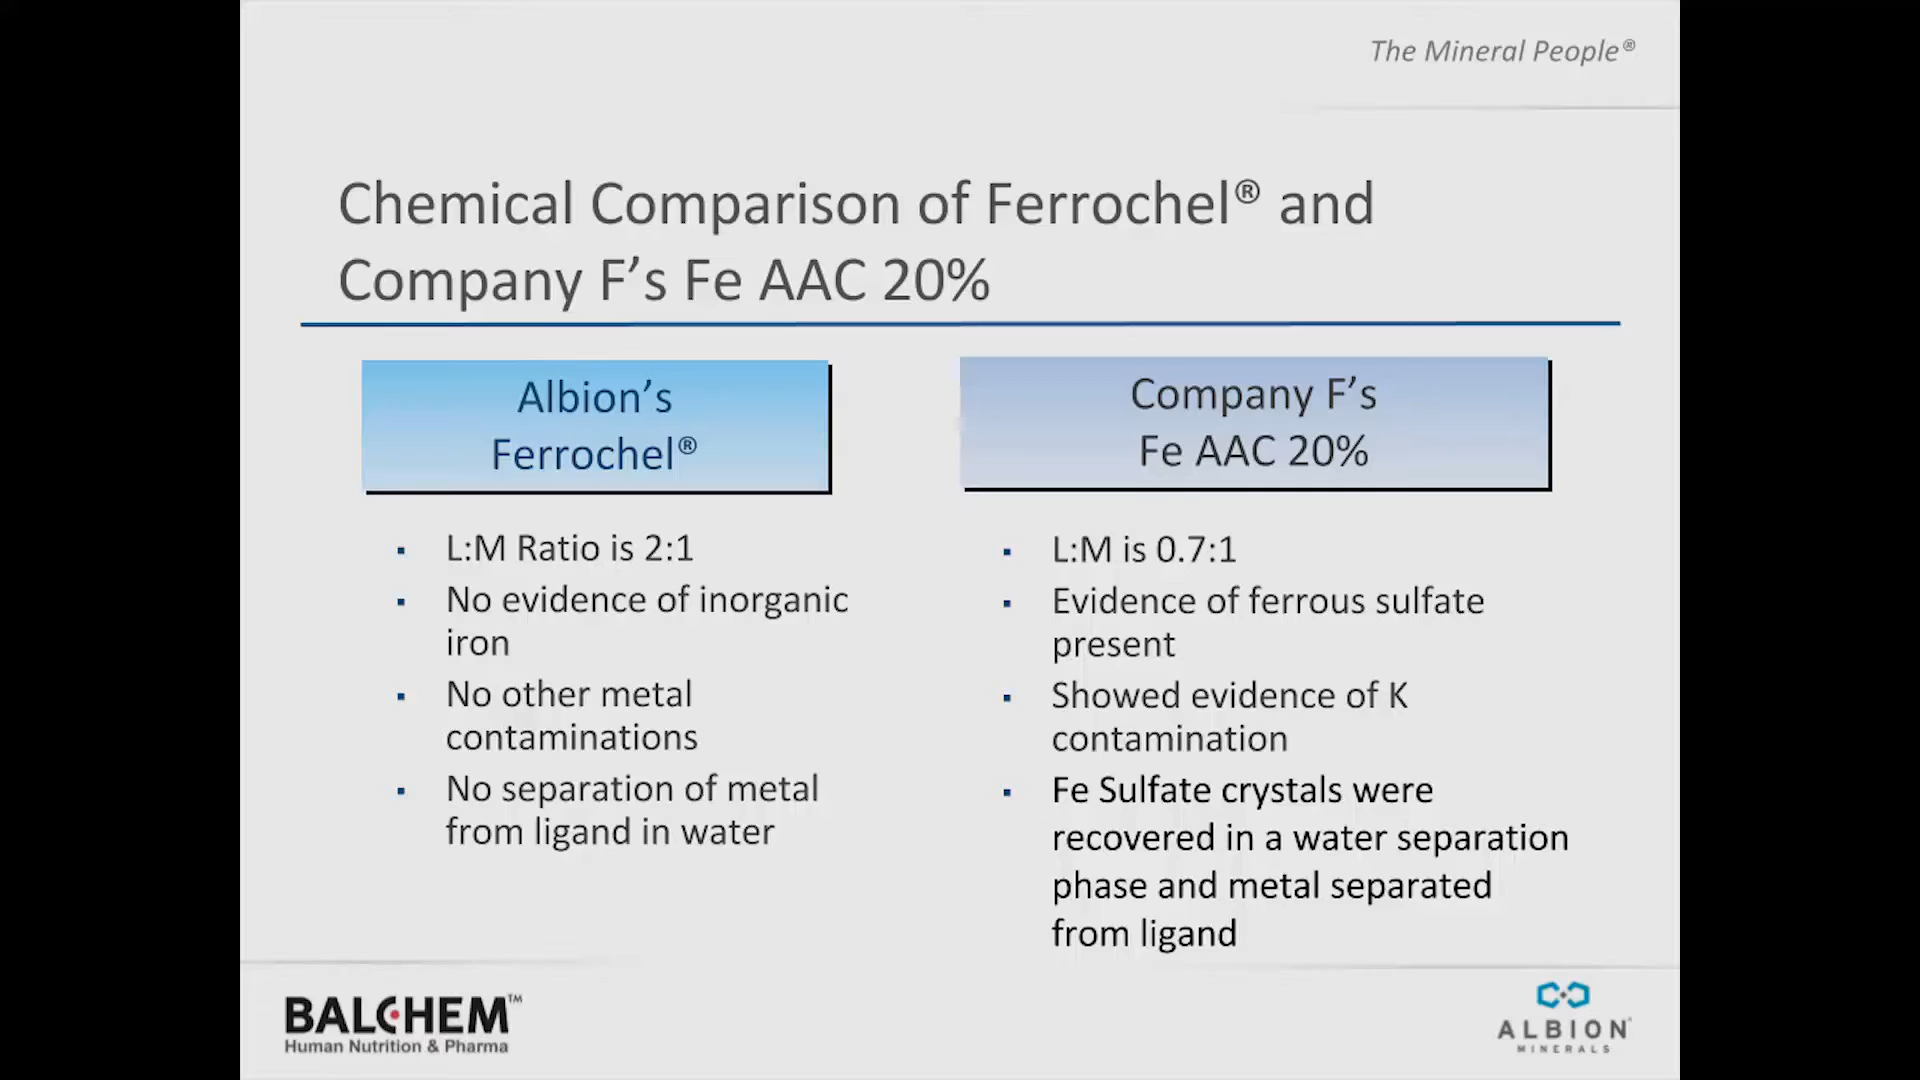 The Mineral People®
Chemical Comparison of Ferrochel® and
Company F’s Fe AAC 20%
Albion’s
Ferrochel®
▪ L:M Ratio is 2:1
▪ No evidence of inorganic
iron
▪ No other metal
contaminations
▪ No separation of metal
from ligand in water
Company F’s
Fe AAC 20%
▪ L:M is 0.7:1
▪ Evidence of ferrous sulfate
present
▪ Showed evidence of K
contamination
▪ Fe Sulfate crystals were
recovered in a water separation
phase and metal separated
from ligand
BALCHEM™
Human Nutrition & Pharma
ALBION
MINERALS